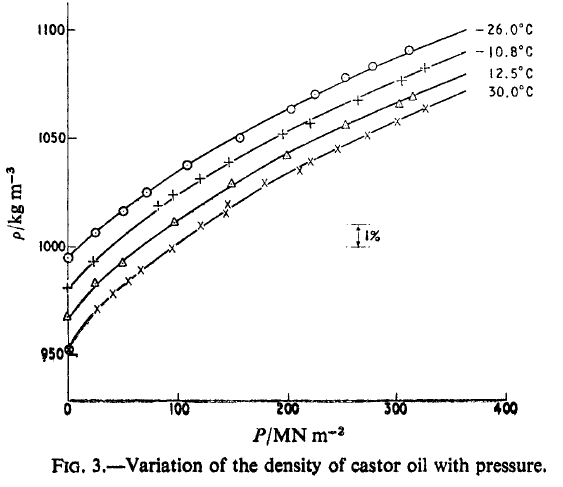 1100
1050
1000
950
ρ/kg m⁻³
-26.0°C
-10.8°C
12.5°C
30.0°C
1%
0
100
200
300
400
P/MN m⁻²
FIG. 3.—Variation of the density of castor oil with pressure.